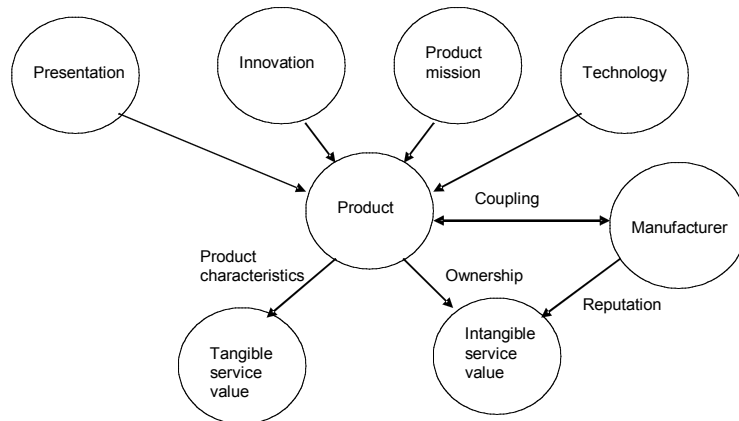 Presentation
Innovation
Product
mission
Technology
Product
Coupling
Manufacturer
Product
characteristics
Ownership
Reputation
Tangible
service
value
Intangible
service
value